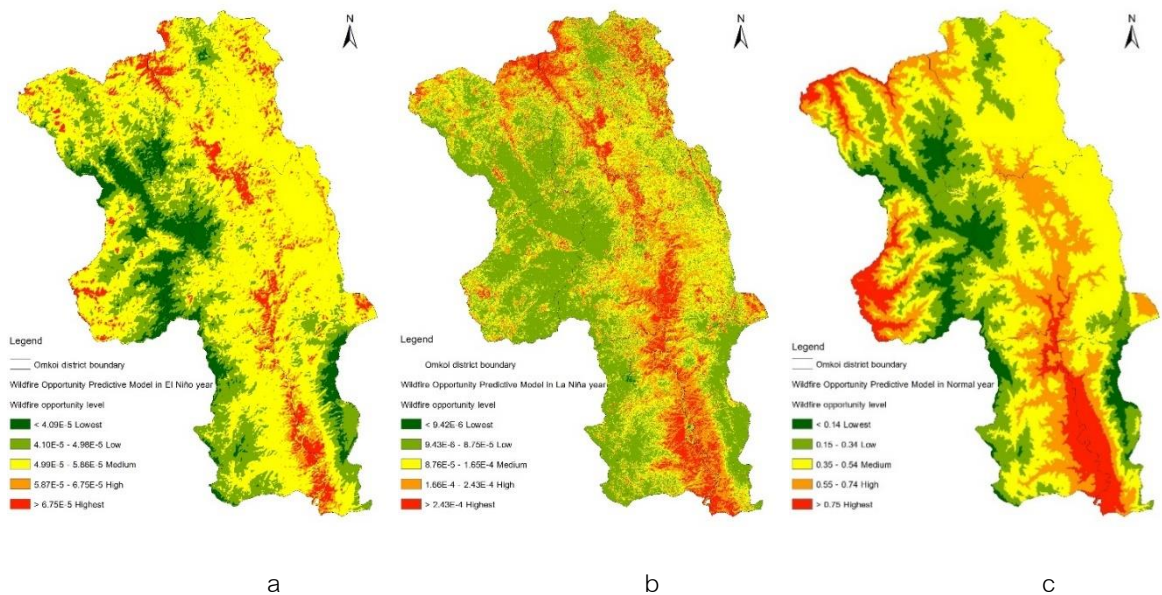 N
Legend
Omkoi district boundary
Wildfire Opportunity Predictive Model in El Niño year
Wildfire opportunity level
< 4.09E-5 Lowest
4.10E-5 - 4.98E-5 Low
4.99E-5 - 5.86E-5 Medium
5.87E-5 - 6.75E-5 High
> 6.75E-5 Highest
a
N
Legend
Omkoi district boundary
Wildfire Opportunity Predictive Model in La Niña year
Wildfire opportunity level
< 9.42E-6 Lowest
9.43E-6 - 8.75E-5 Low
8.76E-5 - 1.65E-4 Medium
1.66E-4 - 2.43E-4 High
> 2.43E-4 Highest
b
N
Legend
Omkoi district boundary
Wildfire Opportunity Predictive Model in Normal year
Wildfire opportunity level
< 0.14 Lowest
0.15 - 0.34 Low
0.35 - 0.54 Medium
0.55 - 0.74 High
> 0.75 Highest
c